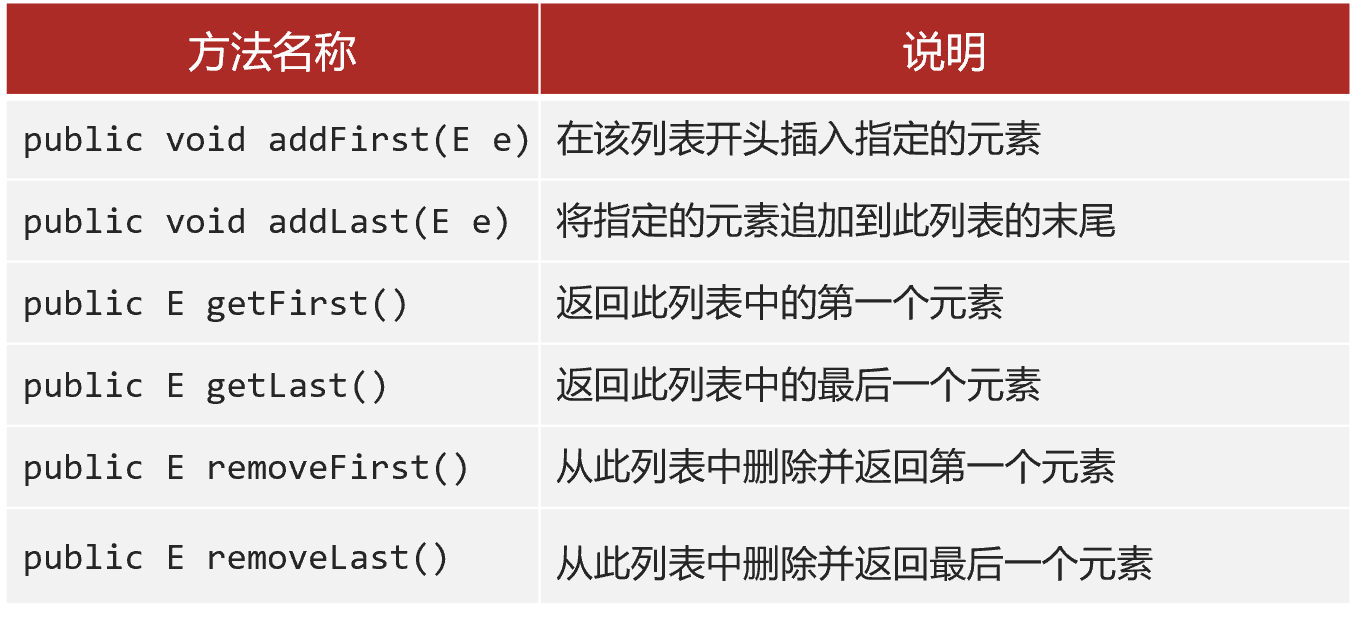 方法名称 说明
public void addFirst(E e) 在该列表开头插入指定的元素
public void addLast(E e) 将指定的元素追加到此列表的末尾
public E getFirst() 返回此列表中的第一个元素
public E getLast() 返回此列表中的最后一个元素
public E removeFirst() 从此列表中删除并返回第一个元素
public E removeLast() 从此列表中删除并返回最后一个元素